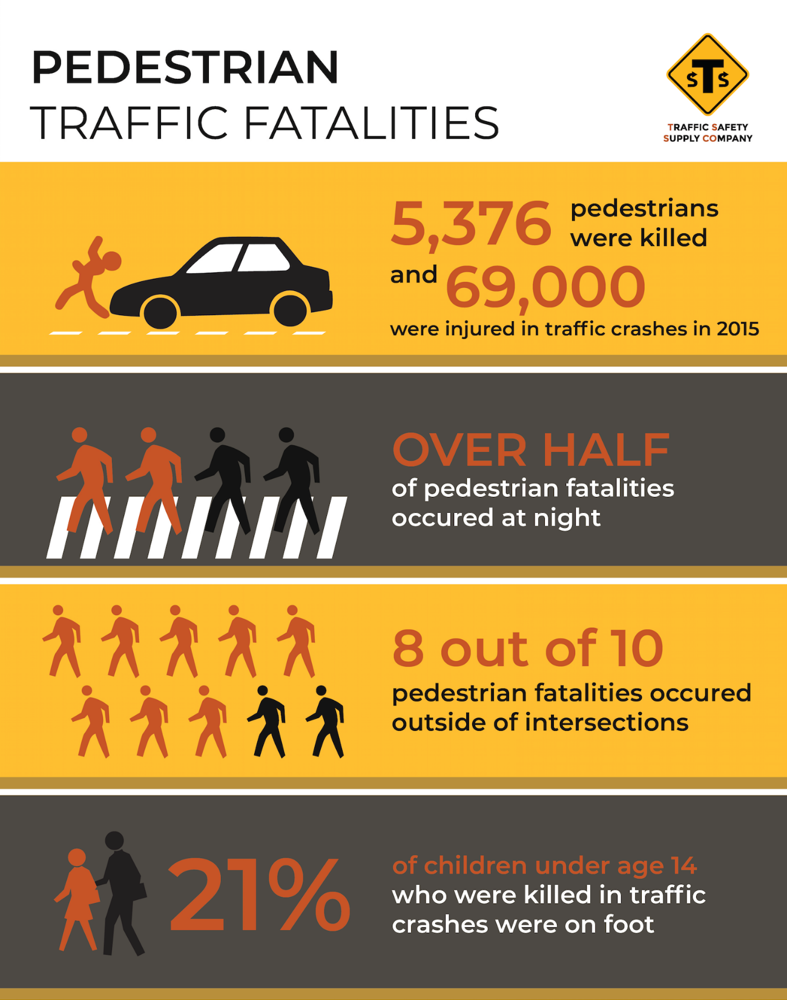 PEDESTRIAN
TRAFFIC FATALITIES
STS
TRAFFIC SAFETY
SUPPLY COMPANY
5,376 pedestrians
were killed
and 69,000
were injured in traffic crashes in 2015
OVER HALF
of pedestrian fatalities
occured at night
8 out of 10
pedestrian fatalities occured
outside of intersections
21%
of children under age 14
who were killed in traffic
crashes were on foot